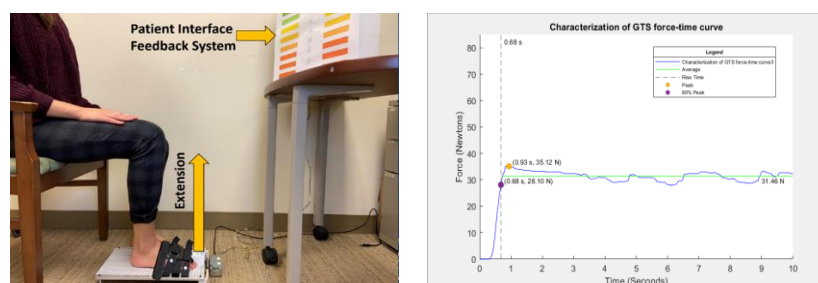 Patient Interface
Feedback System
Extension
Characterization of GTS force-time curve
0.68 s
Legend
Characterization of GTS force-time curve3
Average
Rise Time
Peak
80% Peak
(0.93 s, 35.12 N)
(0.68 s, 28.10 N)
31.46 N
Force (Newtons)
80
70
60
50
40
30
20
10
0
0 1 2 3 4 5 6 7 8 9 10
Time (Seconds)